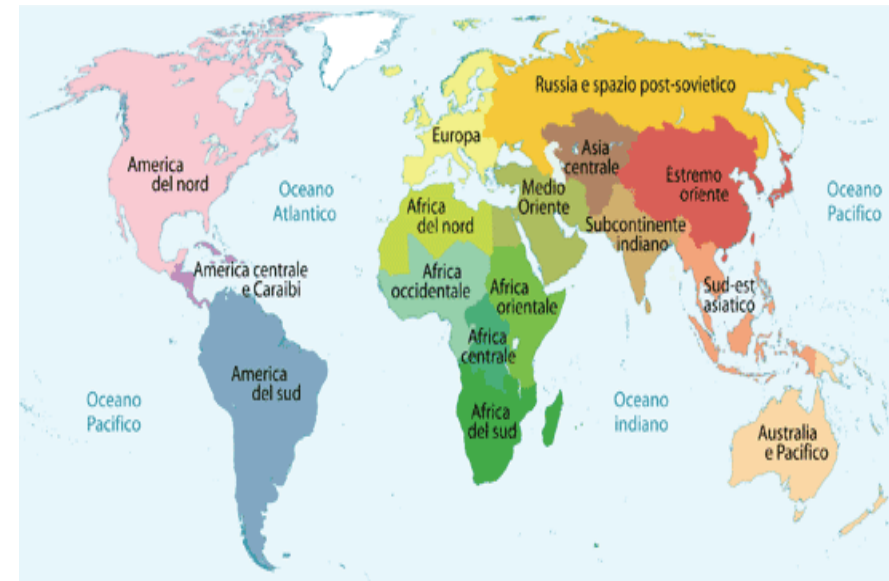 Russia e spazio post-sovietico
Europa
Asia
centrale
America
del nord
Estremo
oriente
Oceano
Atlantico
Medio
Oriente
Oceano
Pacifico
Africa
del nord
Subcontinente
indiano
America centrale
e Caraibi
Africa
occidentale
Africa
orientale
Sud-est
asiatico
Africa
centrale
America
del sud
Oceano
Pacifico
Africa
del sud
Oceano
indiano
Australia
e Pacifico